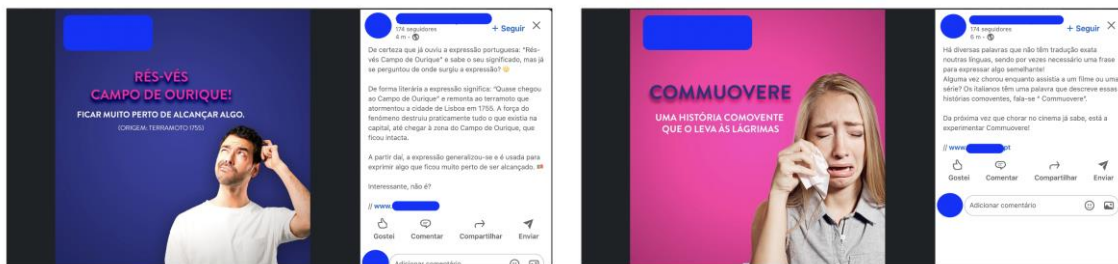 RÉS-VÉS
CAMPO DE OURIQUE!
FICAR MUITO PERTO DE ALCANÇAR ALGO.
(ORIGEM: TERRAMOTO 1755)
174 seguidores
+ Seguir
4 m •
De certeza que já ouviu a expressão portuguesa: "Rés-
vés Campo de Ourique" e sabe o seu significado, mas já
se perguntou de onde surgiu a expressão?
De forma literária a expressão significa: "Quase chegou
ao Campo de Ourique" e remonta ao terramoto que
atormentou a cidade de Lisboa em 1755. A força do
fenómeno destruiu praticamente tudo o que existia na
capital, até chegar à zona do Campo de Ourique, que
ficou intacta.
A partir daí, a expressão generalizou-se e é usada para
exprimir algo que ficou muito perto de ser alcançado.
Interessante, não é?
// www.
Gostei Comentar Compartilhar Enviar
Adicionar comentário
COMMUOVERE
UMA HISTÓRIA COMOVENTE
QUE O LEVA ÀS LÁGRIMAS
174 seguidores
+ Seguir
6 m •
Há diversas palavras que não têm tradução exata
noutras línguas, sendo por vezes necessário uma frase
para expressar algo semelhante!
Alguma vez chorou enquanto assistia a um filme ou uma
série? Os italianos têm uma palavra que descreve essas
histórias comoventes, fala-se " Commuovere".
Da próxima vez que chorar no cinema já sabe, está a
experimentar Commuovere!
// www. pt
Gostei Comentar Compartilhar Enviar
Adicionar comentário